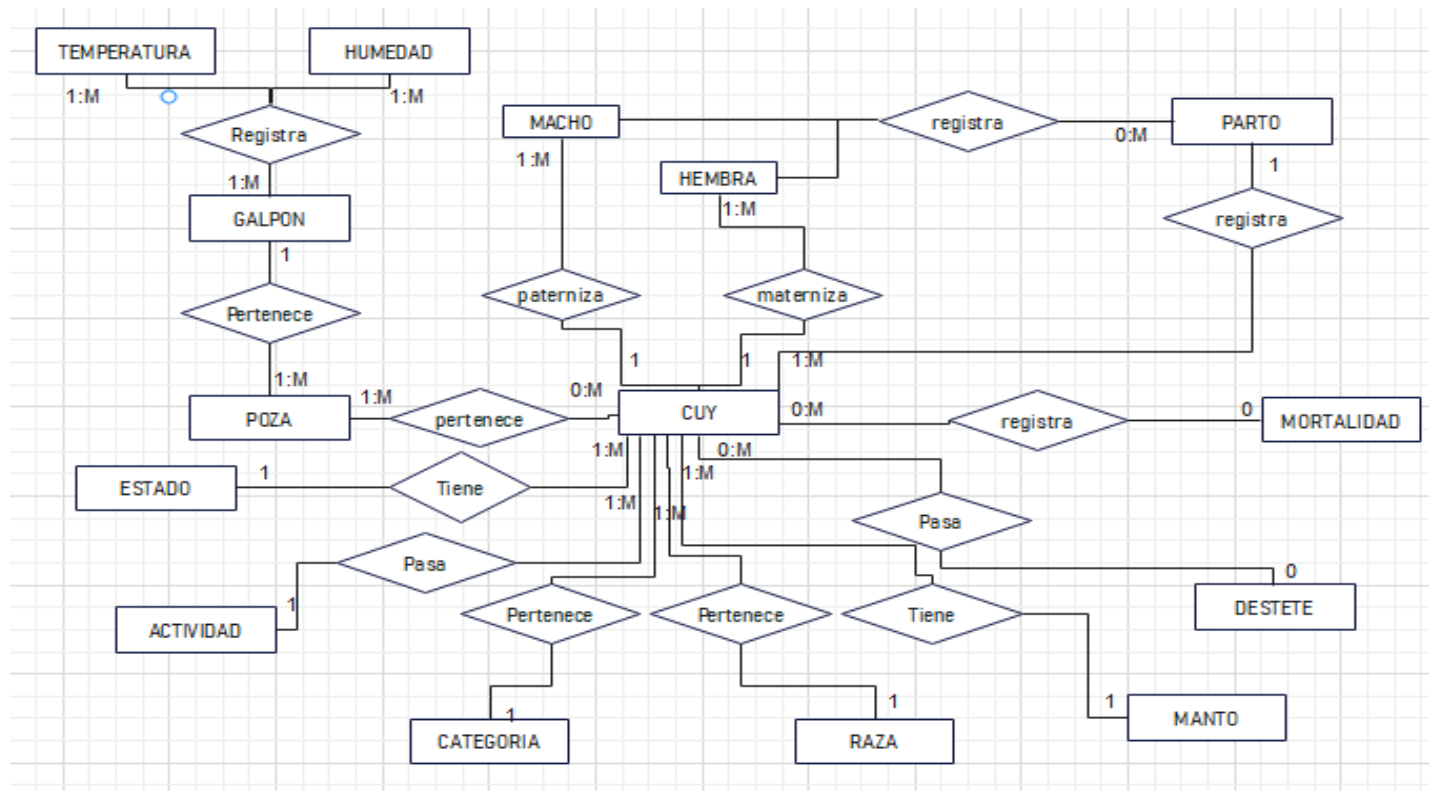 TEMPERATURA
HUMEDAD
1:M
1:M
MACHO
registra
PARTO
0:M
Registra
1:M
1
HEMBRA
1:M
1:M
GALPON
registra
1
paterniza
materniza
Pertenece
1
1
1:M
1:M
1:M
0:M
POZA
pertenece
CUY
0:M
registra
0
MORTALIDAD
1:M
0:M
ESTADO
1
Tiene
1:M
1:M
1:M
Pasa
Pasa
0
1
ACTIVIDAD
Pertenece
Pertenece
Tiene
DESTETE
1
1
1
MANTO
CATEGORIA
RAZA